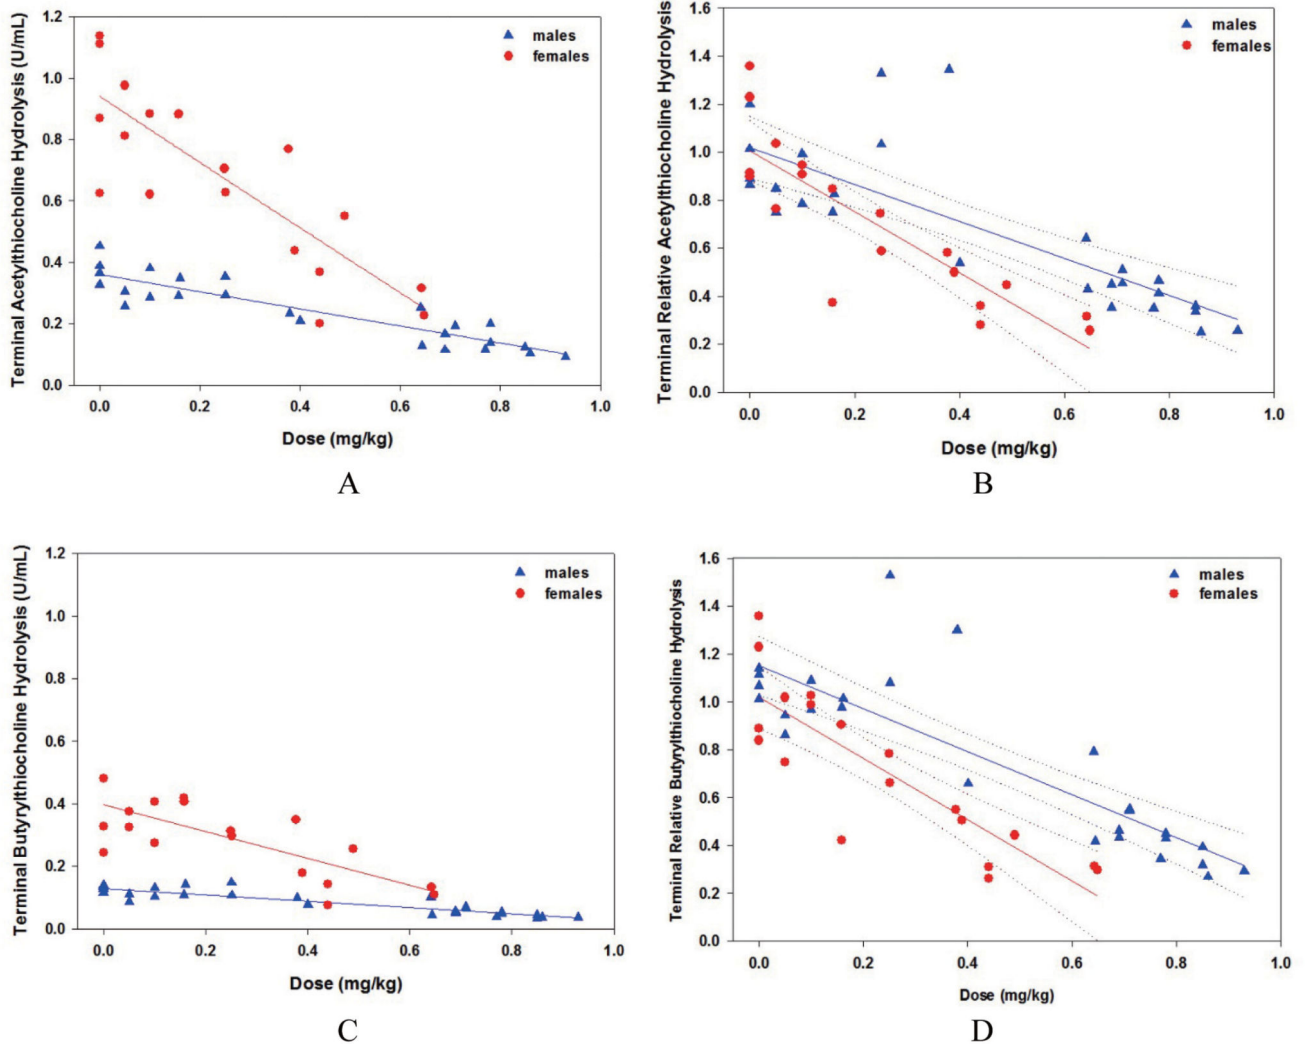 Terminal Acetylthiocholine Hydrolysis (U/mL)
1.2
1.0
0.8
0.6
0.4
0.2
0.0
males
females
0.0 0.2 0.4 0.6 0.8 1.0
Dose (mg/kg)
A
Terminal Relative Acetylthiocholine Hydrolysis
1.6
1.4
1.2
1.0
0.8
0.6
0.4
0.2
0.0
males
females
0.0 0.2 0.4 0.6 0.8 1.0
Dose (mg/kg)
B
Terminal Butyrylthiocholine Hydrolysis (U/mL)
1.2
1.0
0.8
0.6
0.4
0.2
0.0
males
females
0.0 0.2 0.4 0.6 0.8 1.0
Dose (mg/kg)
C
Terminal Relative Butyrylthiocholine Hydrolysis
1.6
1.4
1.2
1.0
0.8
0.6
0.4
0.2
0.0
males
females
0.0 0.2 0.4 0.6 0.8 1.0
Dose (mg/kg)
D